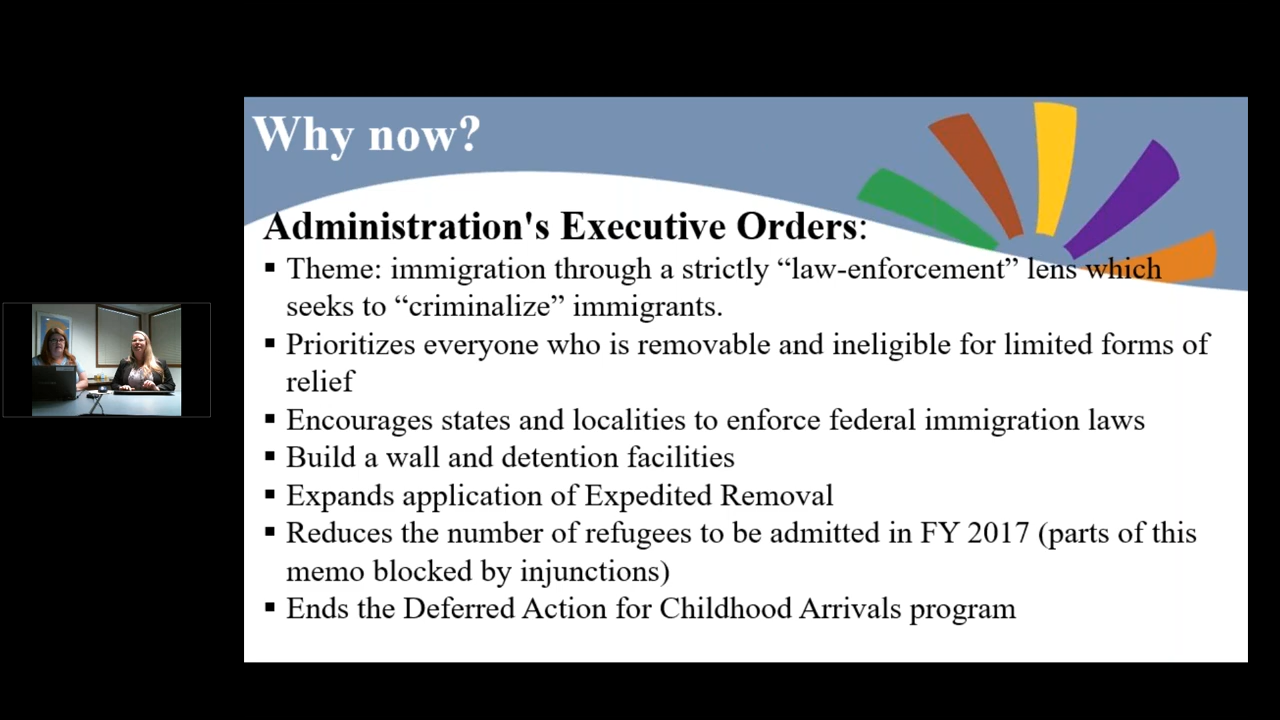 Why now?
Administration's Executive Orders:
▪ Theme: immigration through a strictly “law-enforcement” lens which
seeks to “criminalize” immigrants.
▪ Prioritizes everyone who is removable and ineligible for limited forms of
relief
▪ Encourages states and localities to enforce federal immigration laws
▪ Build a wall and detention facilities
▪ Expands application of Expedited Removal
▪ Reduces the number of refugees to be admitted in FY 2017 (parts of this
memo blocked by injunctions)
▪ Ends the Deferred Action for Childhood Arrivals program